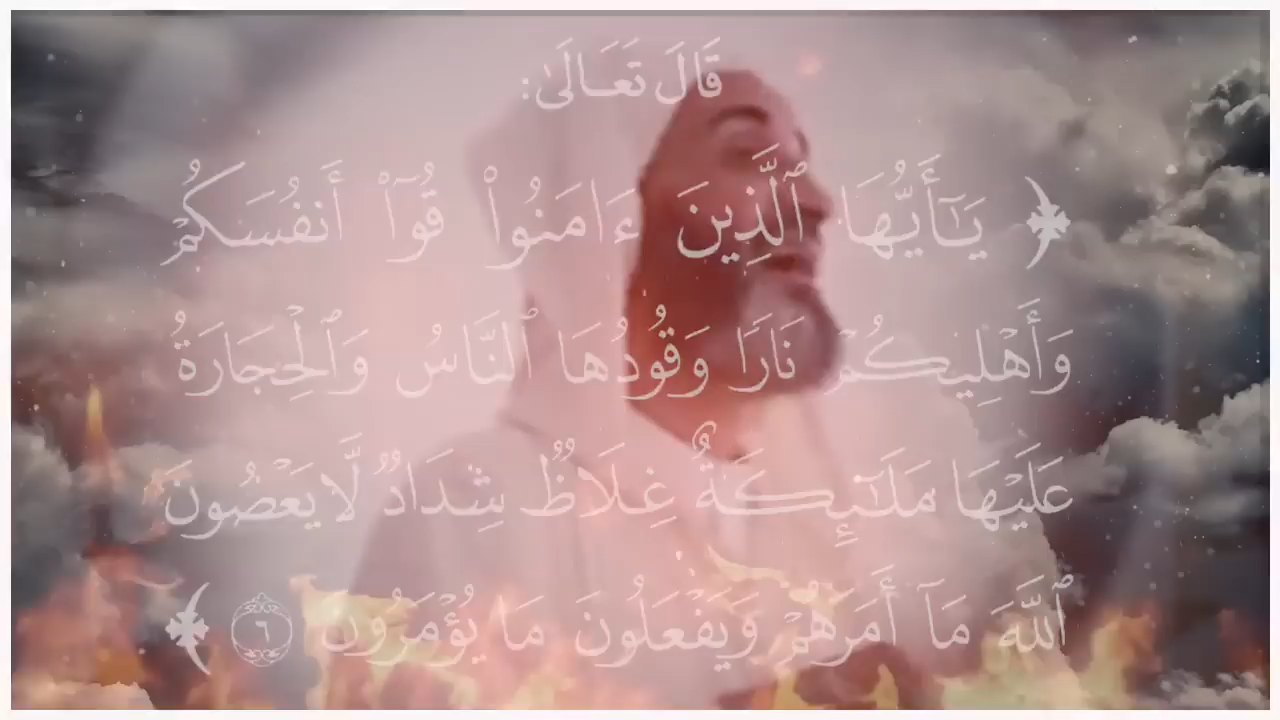 قَالَ تَعَالَىٰ:
﴿ يَـٰٓأَيُّهَا ٱلَّذِينَ ءَامَنُوا۟ قُوٓا۟ أَنفُسَكُمْ
وَأَهْلِيكُمْ نَارًا وَقُودُهَا ٱلنَّاسُ وَٱلْحِجَارَةُ
عَلَيْهَا مَلَـٰٓئِكَةٌ غِلَاظٌ شِدَادٌ لَّا يَعْصُونَ
ٱللَّهَ مَآ أَمَرَهُمْ وَيَفْعَلُونَ مَا يُؤْمَرُونَ ٦ ﴾